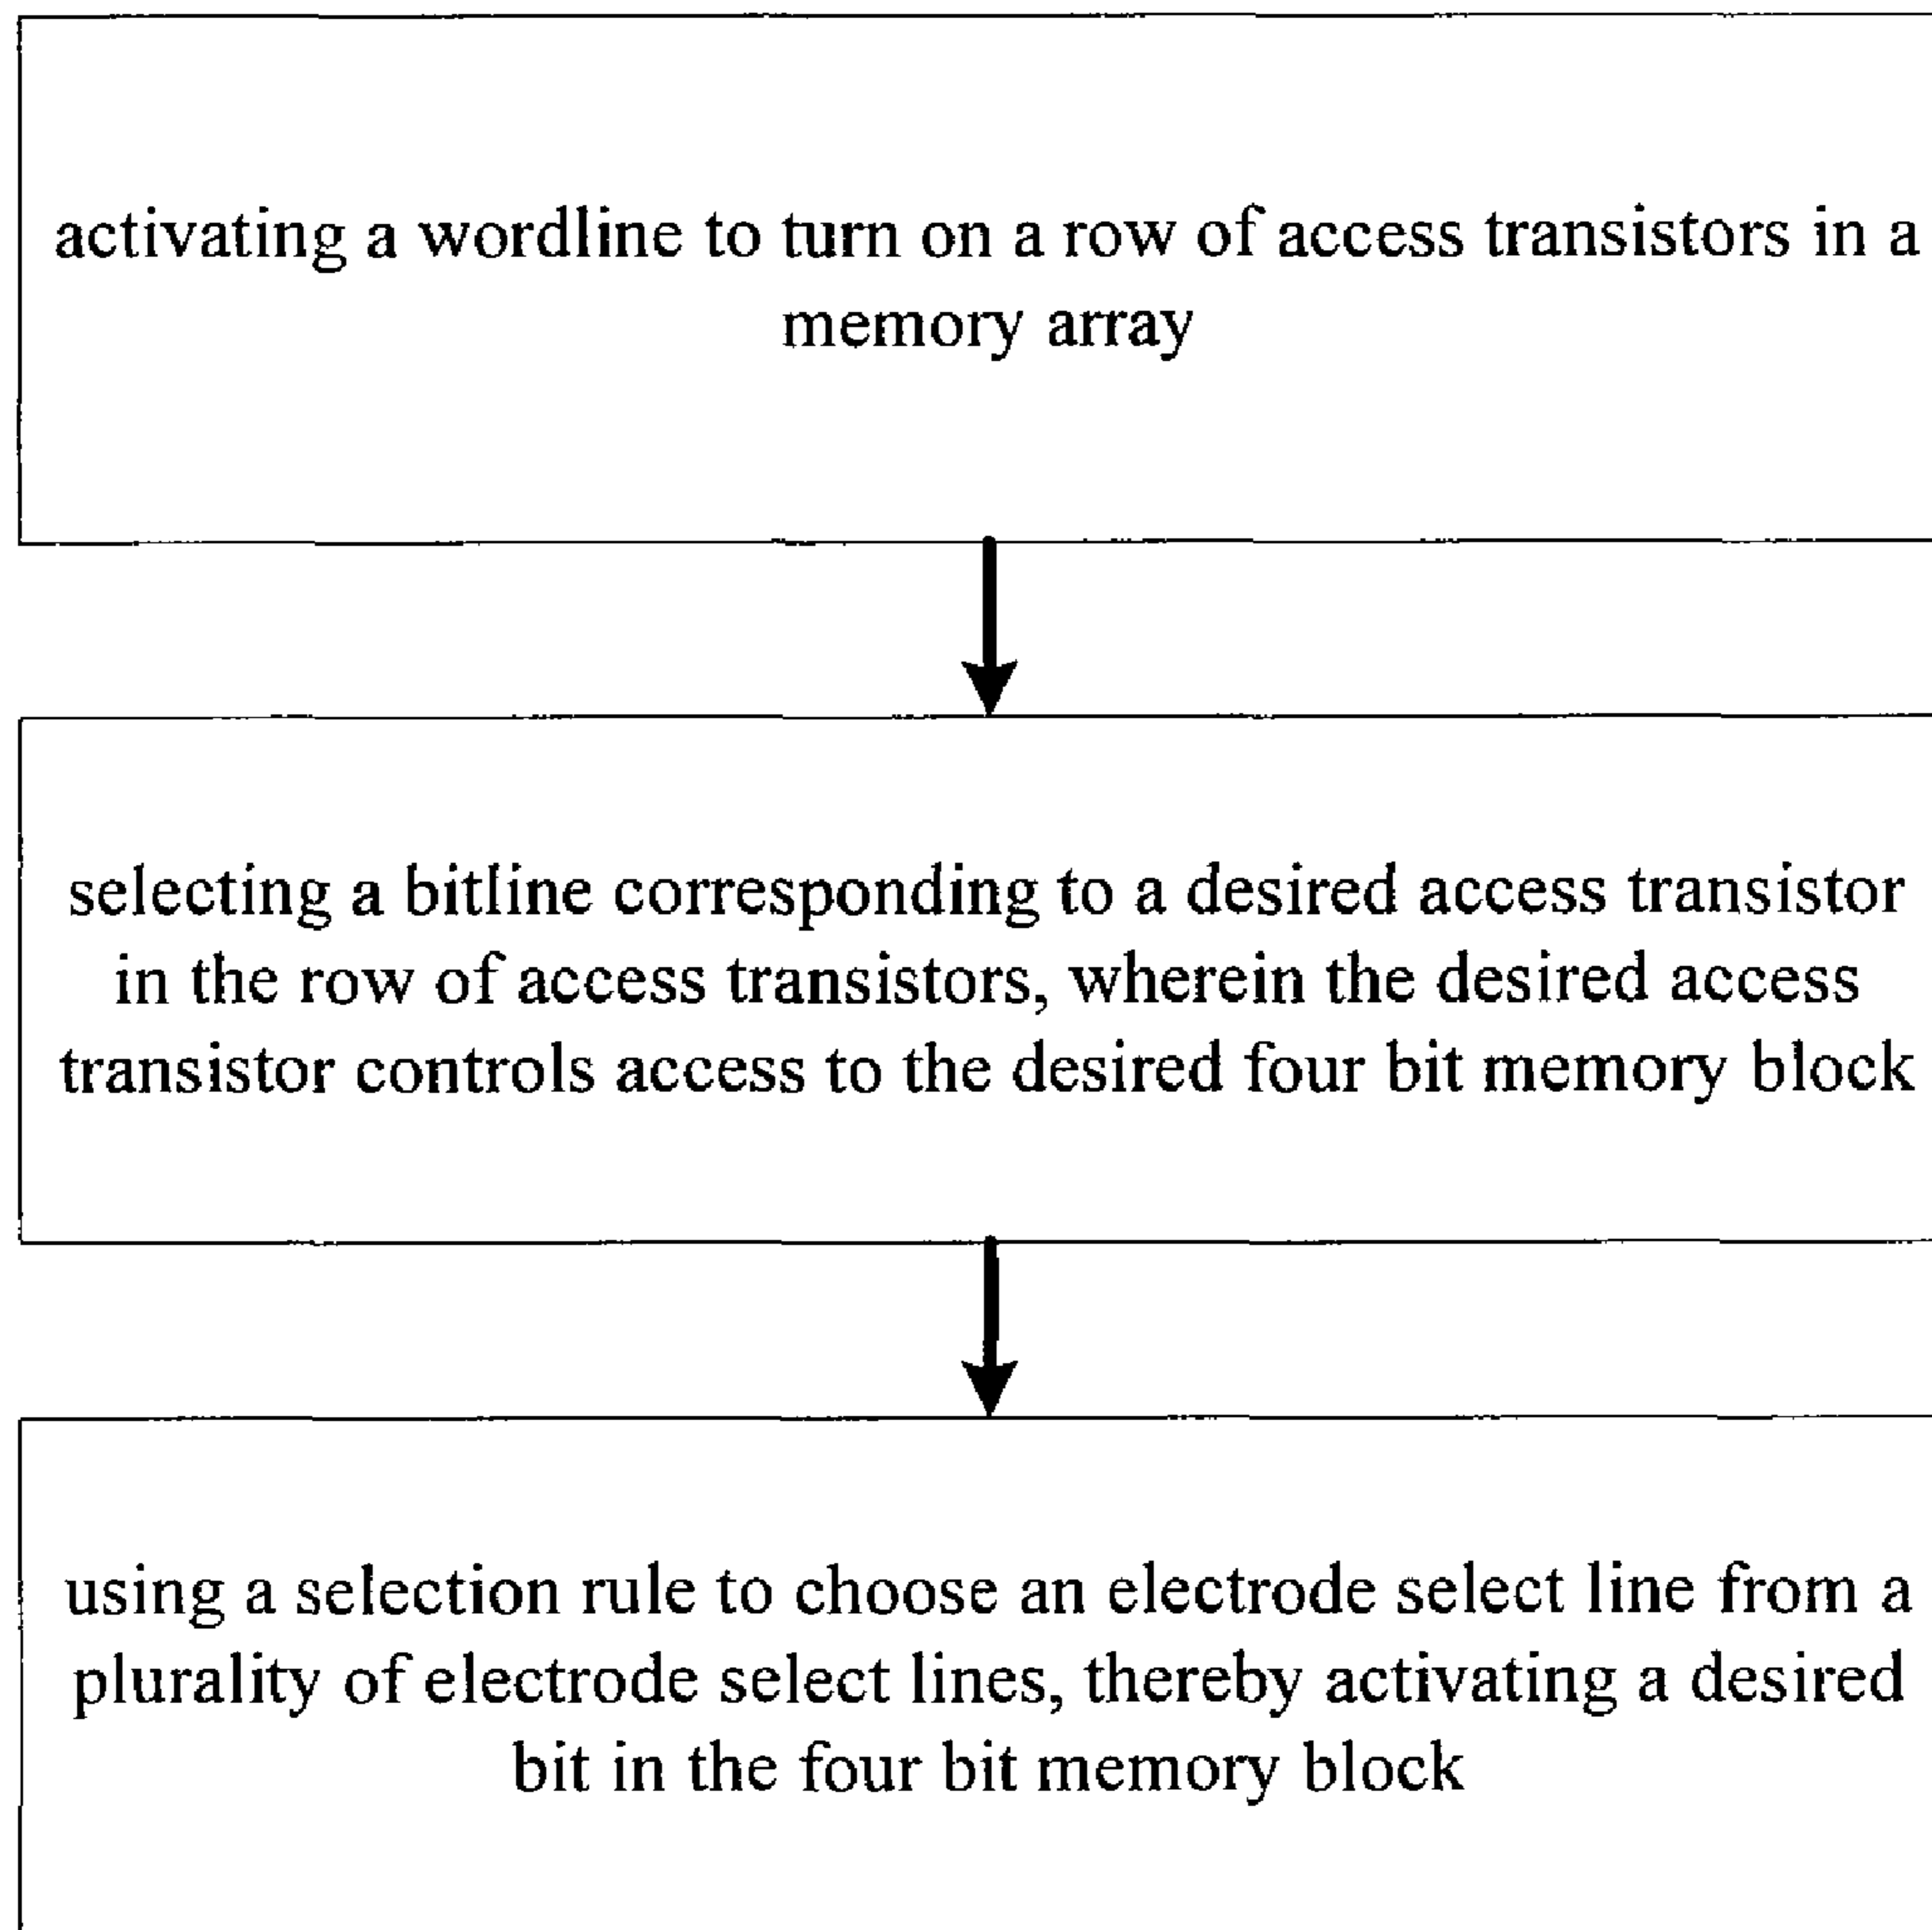 activating a wordline to turn on a row of access transistors in a
memory array
selecting a bitline corresponding to a desired access transistor
in the row of access transistors, wherein the desired access
transistor controls access to the desired four bit memory block
using a selection rule to choose an electrode select line from a
plurality of electrode select lines, thereby activating a desired
bit in the four bit memory block